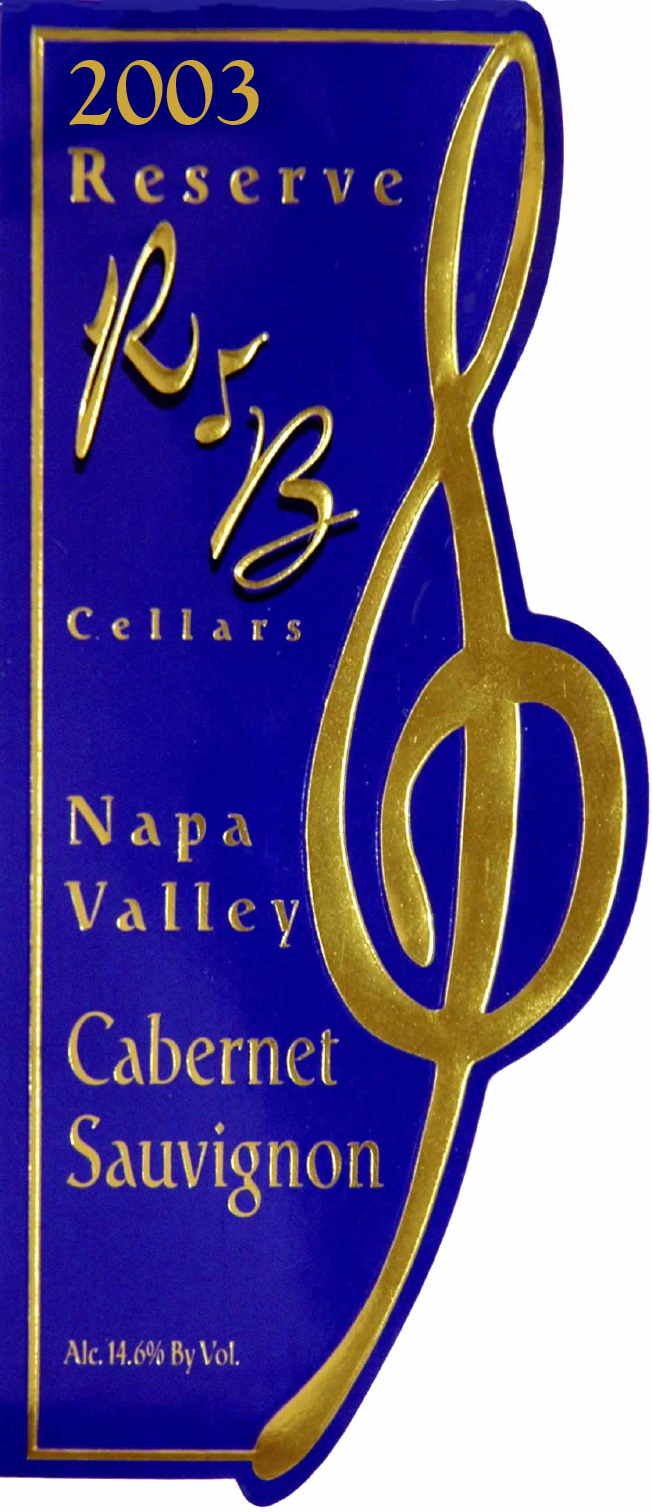 2003
Reserve
R♪B
Cellars
Napa
Valley
Cabernet
Sauvignon
Alc. 14.6% By Vol.